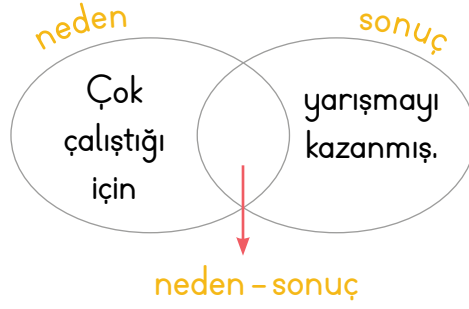 neden
sonuç
Çok
çalıştığı
için
yarışmayı
kazanmış.
neden – sonuç